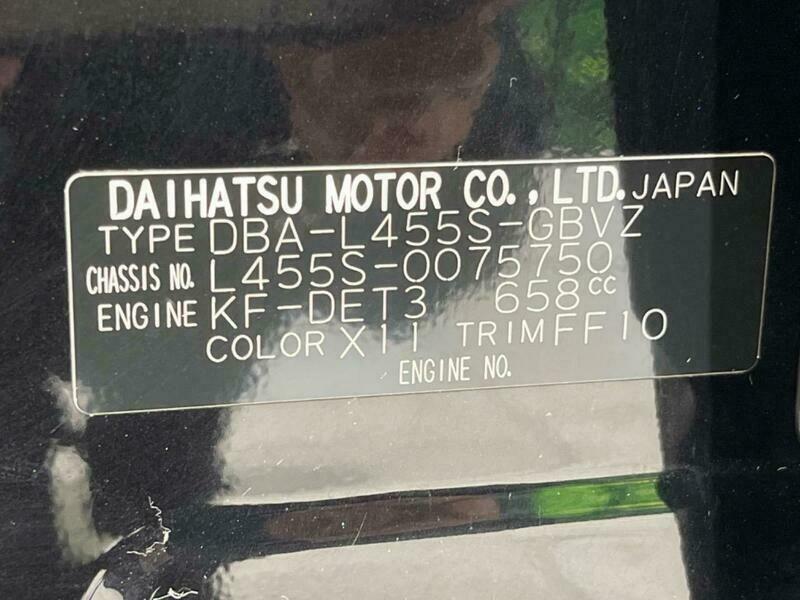 DAIHATSU MOTOR CO., LTD. JAPAN
TYPE DBA-L455S-GBVZ
CHASSIS NO. L455S-0075750
ENGINE KF-DET3 658cc
COLOR X11 TRIM FF10
ENGINE NO.